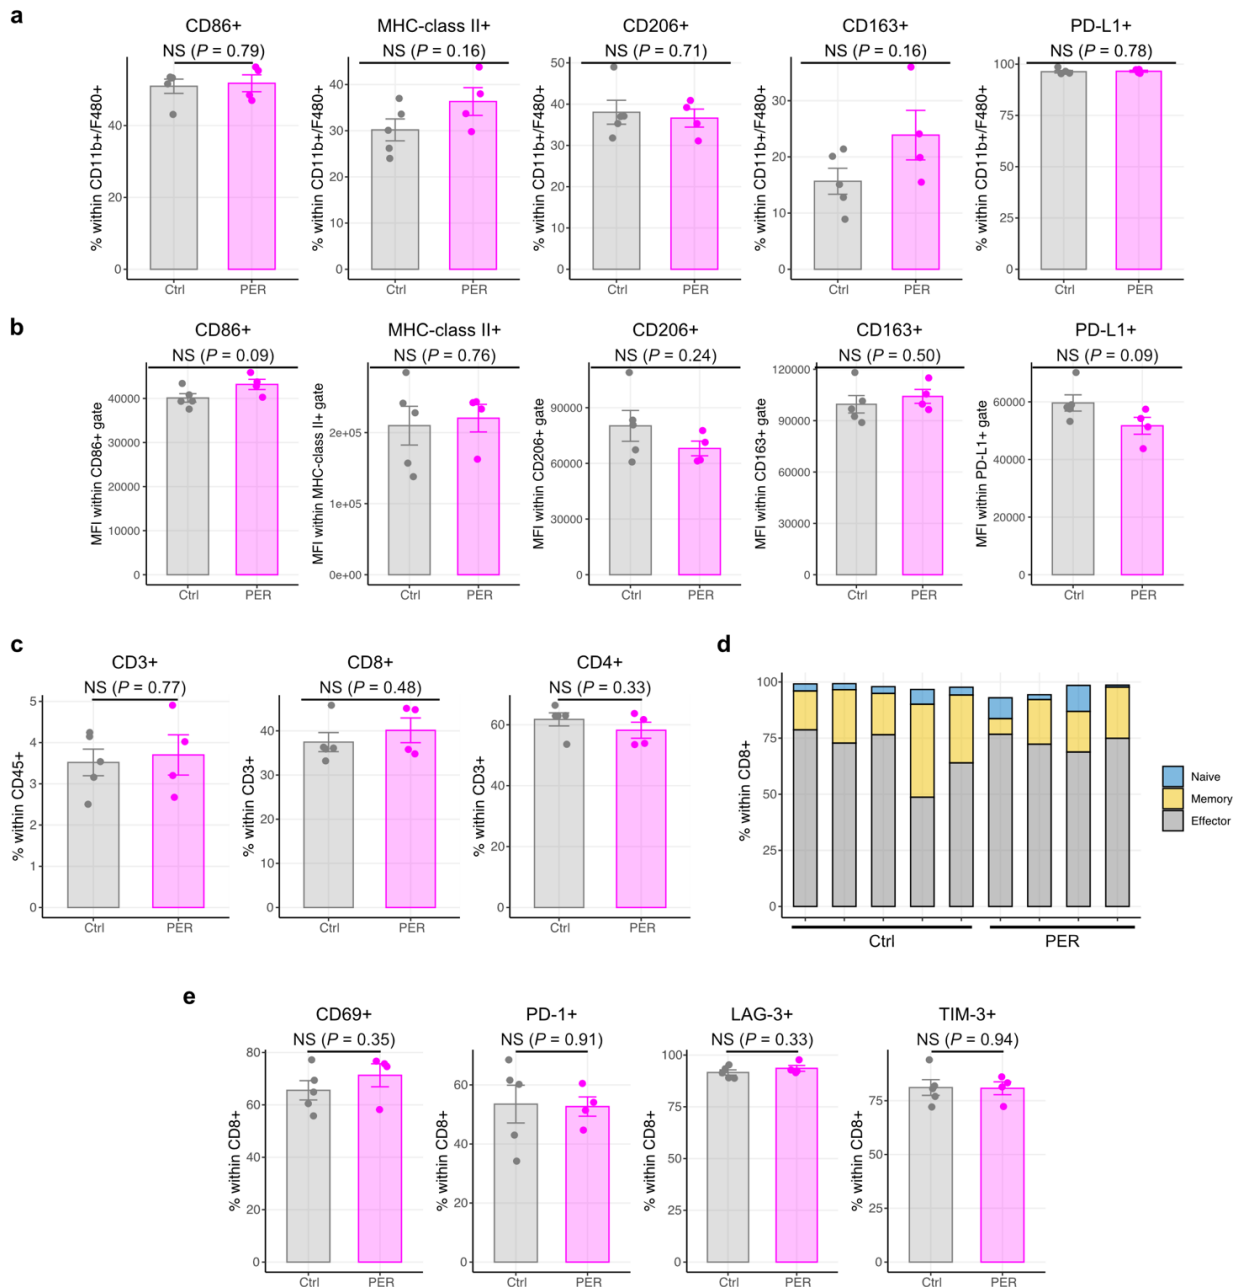 a
CD86+
NS (P = 0.79)
% within CD11b+/F480+
40
20
0
Ctrl
PER
MHC-class II+
NS (P = 0.16)
% within CD11b+/F480+
40
30
20
10
0
Ctrl
PER
CD206+
NS (P = 0.71)
% within CD11b+/F480+
50
40
30
20
10
0
Ctrl
PER
CD163+
NS (P = 0.16)
% within CD11b+/F480+
30
20
10
0
Ctrl
PER
PD-L1+
NS (P = 0.78)
% within CD11b+/F480+
100
75
50
25
0
Ctrl
PER
b
CD86+
NS (P = 0.09)
MFI within CD86+ gate
40000
30000
20000
10000
0
Ctrl
PER
MHC-class II+
NS (P = 0.76)
MFI within MHC-class II+ gate
2e+05
1e+05
0e+00
Ctrl
PER
CD206+
NS (P = 0.24)
MFI within CD206+ gate
90000
60000
30000
0
Ctrl
PER
CD163+
NS (P = 0.50)
MFI within CD163+ gate
120000
90000
60000
30000
0
Ctrl
PER
PD-L1+
NS (P = 0.09)
MFI within PD-L1+ gate
60000
40000
20000
0
Ctrl
PER
c
CD3+
NS (P = 0.77)
% within CD45+
5
4
3
2
1
0
Ctrl
PER
CD8+
NS (P = 0.48)
% within CD3+
40
30
20
10
0
Ctrl
PER
CD4+
NS (P = 0.33)
% within CD3+
60
40
20
0
Ctrl
PER
d
% within CD8+
100
75
50
25
0
Ctrl
PER
Naive
Memory
Effector
e
CD69+
NS (P = 0.35)
% within CD8+
80
60
40
20
0
Ctrl
PER
PD-1+
NS (P = 0.91)
% within CD8+
60
40
20
0
Ctrl
PER
LAG-3+
NS (P = 0.33)
% within CD8+
100
75
50
25
0
Ctrl
PER
TIM-3+
NS (P = 0.94)
% within CD8+
75
50
25
0
Ctrl
PER